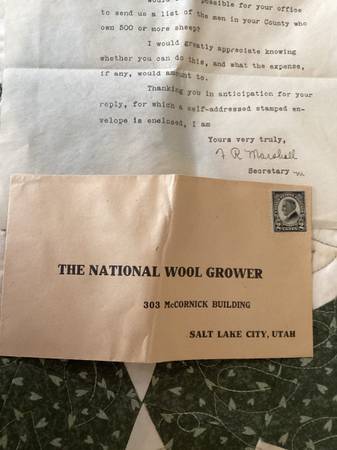 possible for your office
to send us a list of the men in your County who
own 500 or more sheep?
I would greatly appreciate knowing
whether you can do this, and what the expense,
if any, would amount to.
Thanking you in anticipation for your
reply, for which a self-addressed stamped en-
velope is enclosed, I am
Yours very truly,
F R Marshall
Secretary
THE NATIONAL WOOL GROWER
303 McCORNICK BUILDING
SALT LAKE CITY, UTAH
2 CENTS 2